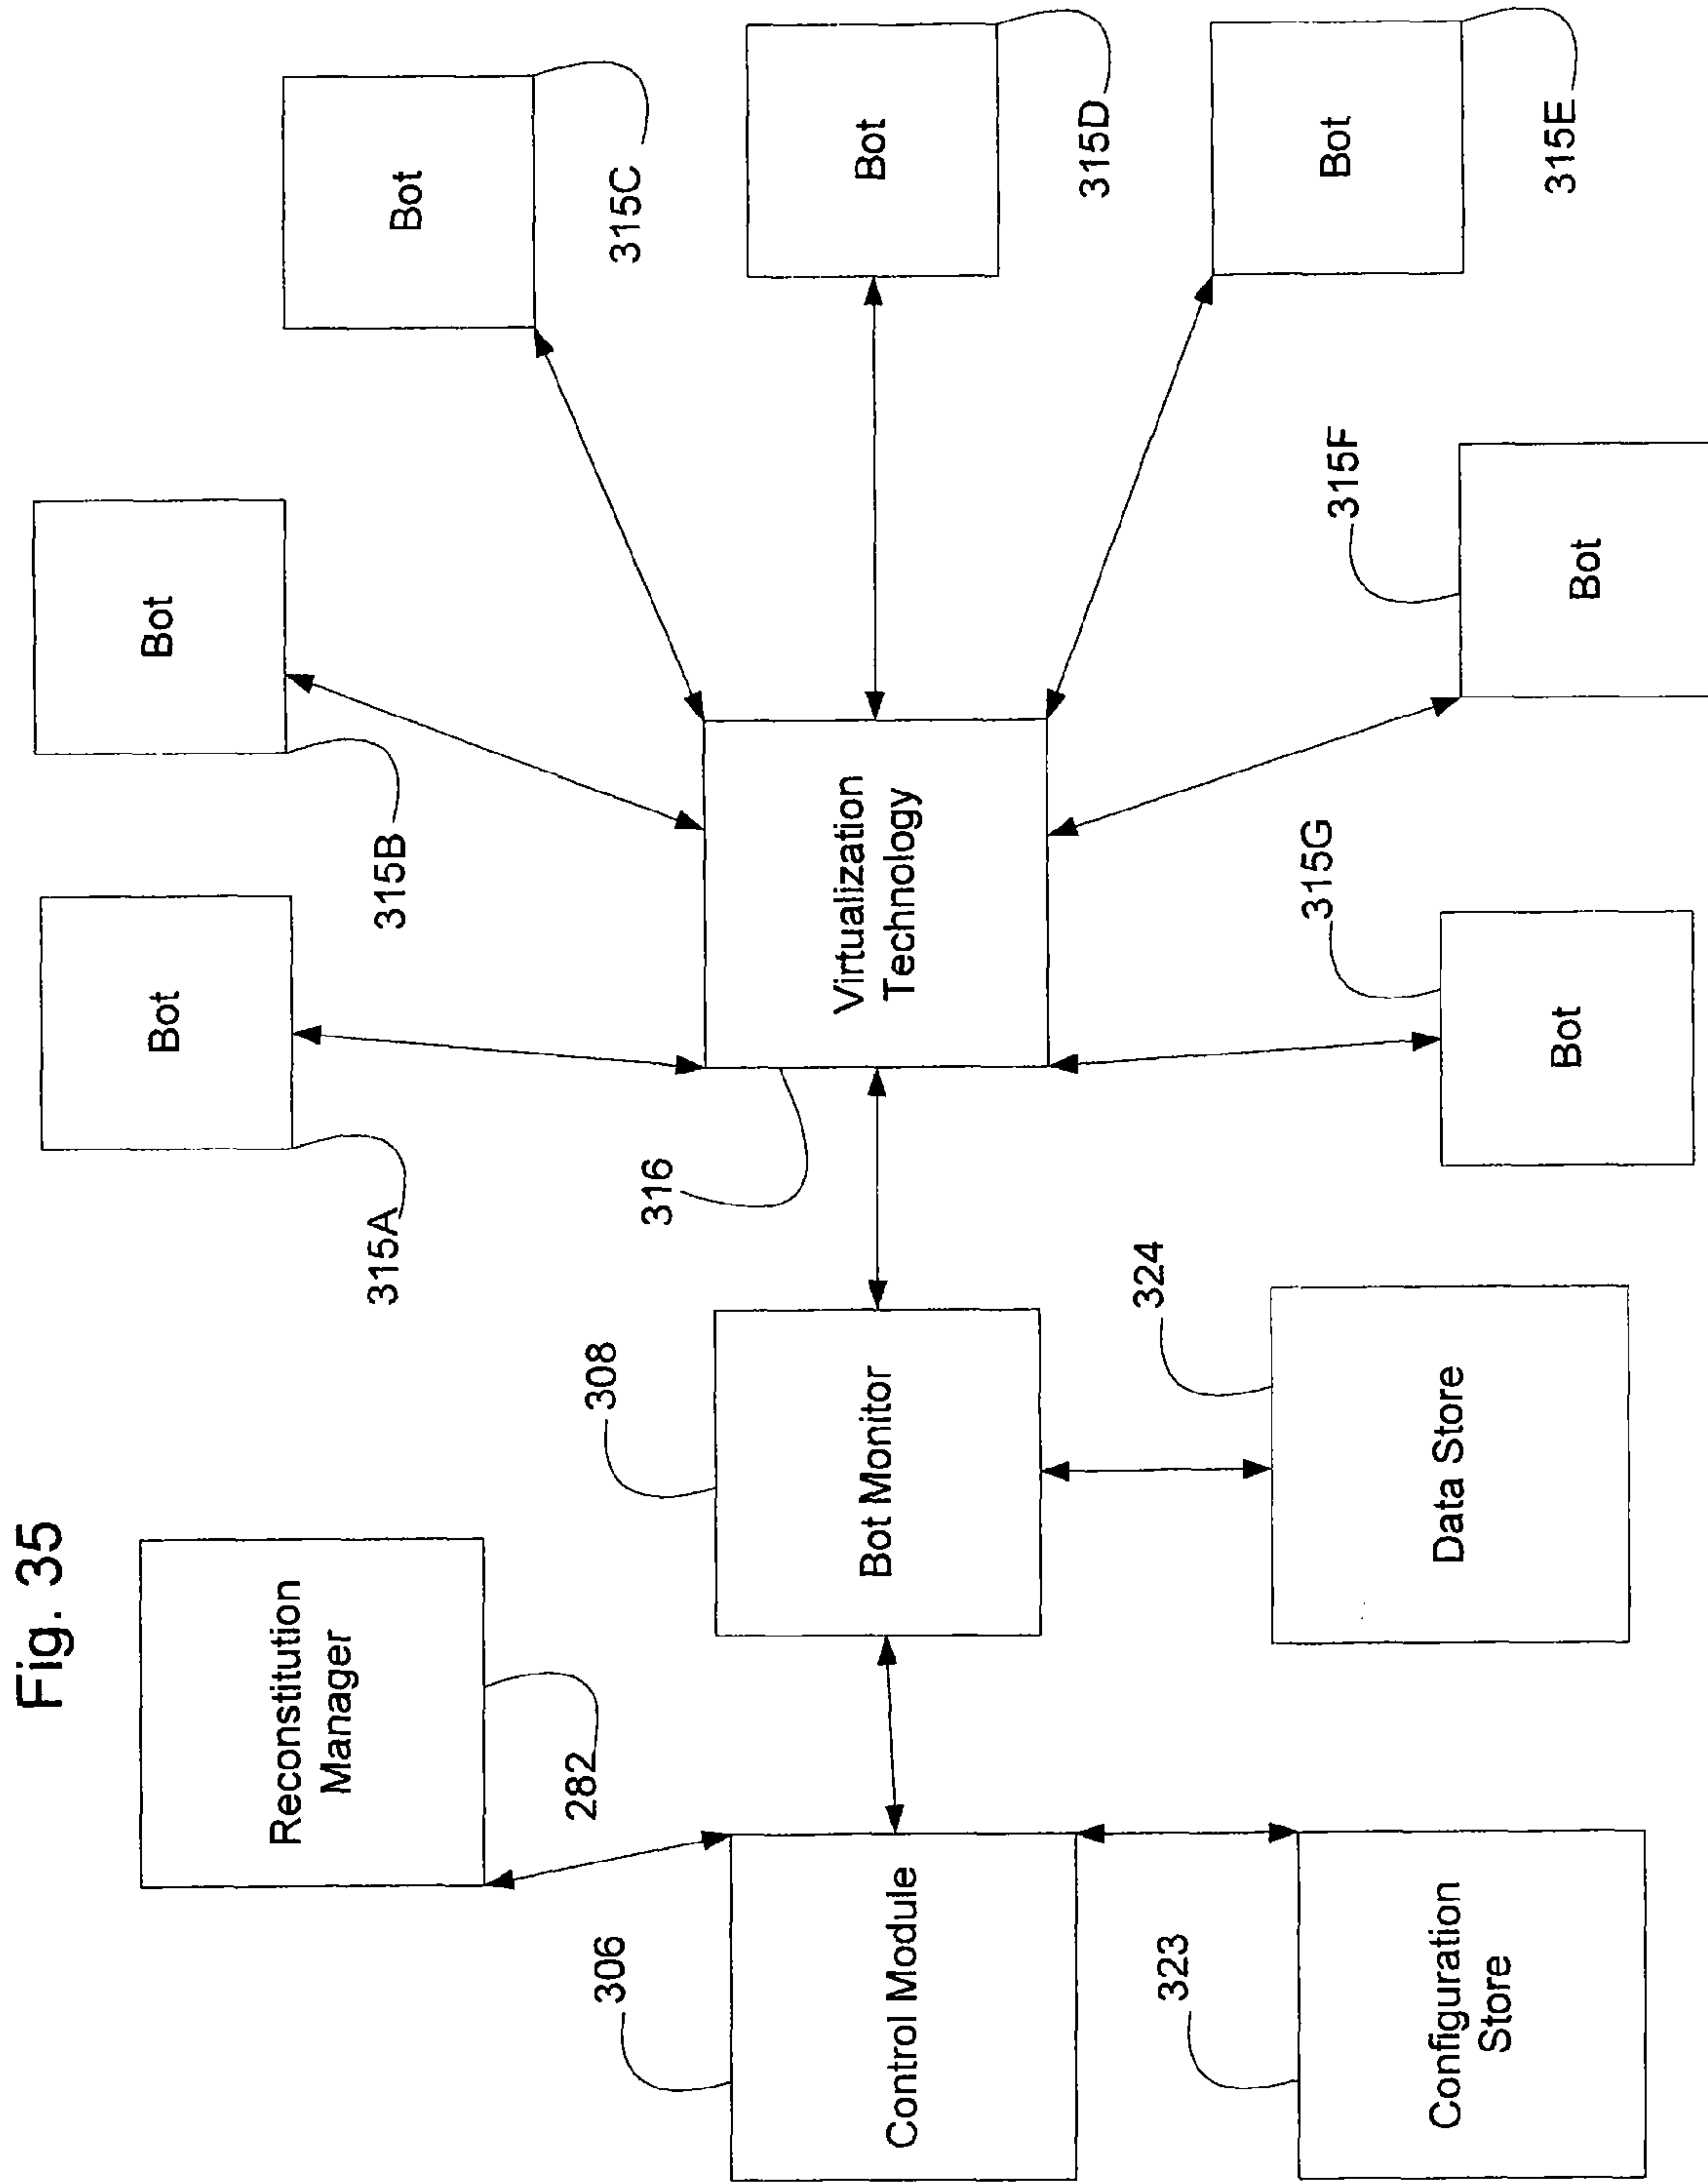 Fig. 35
Reconstitution
Manager
282
306
Control Module
323
Configuration
Store
308
Bot Monitor
324
Data Store
316
Virtualization
Technology
Bot
315A
Bot
315B
Bot
315C
Bot
315D
Bot
315E
315F
Bot
315G
Bot